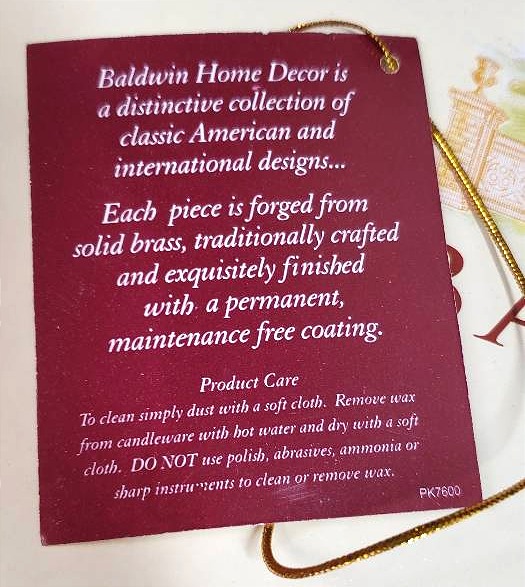 Baldwin Home Decor is
a distinctive collection of
classic American and
international designs...
Each piece is forged from
solid brass, traditionally crafted
and exquisitely finished
with a permanent,
maintenance free coating.
Product Care
To clean simply dust with a soft cloth. Remove wax
from candleware with hot water and dry with a soft
cloth. DO NOT use polish, abrasives, ammonia or
sharp instruments to clean or remove wax.
PK7600